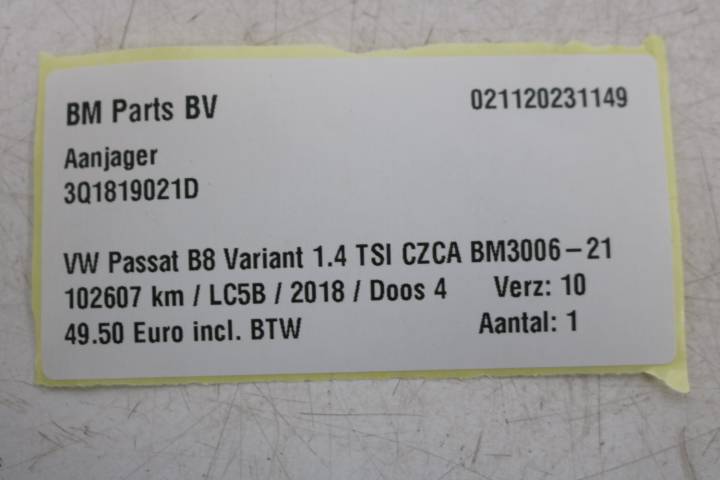 BM Parts BV 021120231149
Aanjager
3Q1819021D
VW Passat B8 Variant 1.4 TSI CZCA BM3006-21
102607 km / LC5B / 2018 / Doos 4 Verz: 10
49.50 Euro incl. BTW Aantal: 1